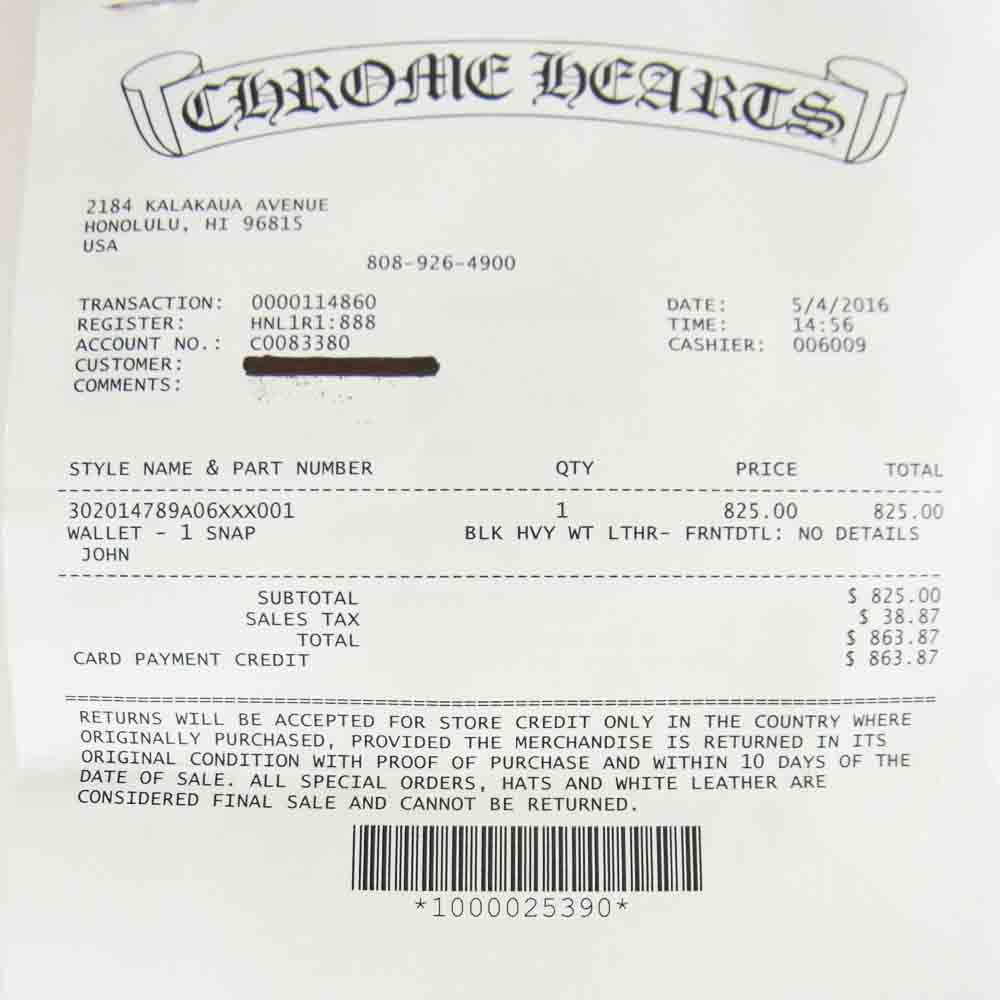 CHROME HEARTS
2184 KALAKAUA AVENUE
HONOLULU, HI 96815
USA
808-926-4900
TRANSACTION: 0000114860 DATE: 5/4/2016
REGISTER: HNL1R1:888 TIME: 14:56
ACCOUNT NO.: C0083380 CASHIER: 006009
CUSTOMER:
COMMENTS:
STYLE NAME & PART NUMBER QTY PRICE TOTAL
302014789A06XXX001 1 825.00 825.00
WALLET - 1 SNAP BLK HVY WT LTHR- FRNTDTL: NO DETAILS
JOHN
SUBTOTAL $ 825.00
SALES TAX $ 38.87
TOTAL $ 863.87
CARD PAYMENT CREDIT $ 863.87
RETURNS WILL BE ACCEPTED FOR STORE CREDIT ONLY IN THE COUNTRY WHERE
ORIGINALLY PURCHASED, PROVIDED THE MERCHANDISE IS RETURNED IN ITS
ORIGINAL CONDITION WITH PROOF OF PURCHASE AND WITHIN 10 DAYS OF THE
DATE OF SALE. ALL SPECIAL ORDERS, HATS AND WHITE LEATHER ARE
CONSIDERED FINAL SALE AND CANNOT BE RETURNED.
*1000025390*